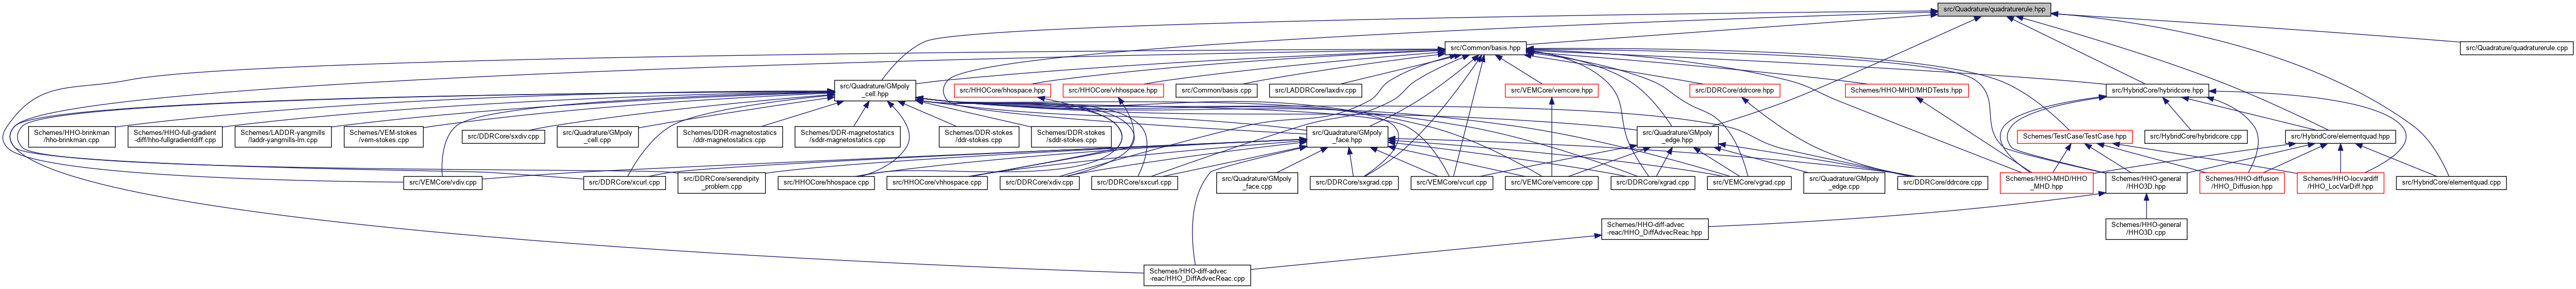 src/Quadrature/quadraturerule.hpp
src/Common/basis.hpp
src/Quadrature/quadraturerule.cpp
src/Quadrature/GMpoly
_cell.hpp
src/HHOCore/hhospace.hpp
src/HHOCore/vhhospace.hpp
src/Common/basis.cpp
src/LADDRCore/laxdiv.cpp
src/VEMCore/vemcore.hpp
src/DDRCore/ddrcore.hpp
Schemes/HHO-MHD/MHDTests.hpp
src/HybridCore/hybridcore.hpp
Schemes/HHO-brinkman
/hho-brinkman.cpp
Schemes/HHO-full-gradient
-diff/hho-fullgradientdiff.cpp
Schemes/LADDR-yangmills
/laddr-yangmills-lm.cpp
Schemes/VEM-stokes
/vem-stokes.cpp
src/DDRCore/sxdiv.cpp
src/Quadrature/GMpoly
_cell.cpp
Schemes/DDR-magnetostatics
/ddr-magnetostatics.cpp
Schemes/DDR-magnetostatics
/sddr-magnetostatics.cpp
Schemes/DDR-stokes
/ddr-stokes.cpp
Schemes/DDR-stokes
/sddr-stokes.cpp
src/Quadrature/GMpoly
_face.hpp
src/Quadrature/GMpoly
_edge.hpp
Schemes/TestCase/TestCase.hpp
src/HybridCore/hybridcore.cpp
src/HybridCore/elementquad.hpp
src/VEMCore/vdiv.cpp
src/DDRCore/xcurl.cpp
src/DDRCore/serendipity
_problem.cpp
src/HHOCore/hhospace.cpp
src/HHOCore/vhhospace.cpp
src/DDRCore/xdiv.cpp
src/DDRCore/sxcurl.cpp
src/Quadrature/GMpoly
_face.cpp
src/DDRCore/sxgrad.cpp
src/VEMCore/vcurl.cpp
src/VEMCore/vemcore.cpp
src/DDRCore/xgrad.cpp
src/VEMCore/vgrad.cpp
src/Quadrature/GMpoly
_edge.cpp
src/DDRCore/ddrcore.cpp
Schemes/HHO-MHD/HHO
_MHD.hpp
Schemes/HHO-general
/HHO3D.hpp
Schemes/HHO-diffusion
/HHO_Diffusion.hpp
Schemes/HHO-locvardiff
/HHO_LocVarDiff.hpp
src/HybridCore/elementquad.cpp
Schemes/HHO-diff-advec
-reac/HHO_DiffAdvecReac.hpp
Schemes/HHO-general
/HHO3D.cpp
Schemes/HHO-diff-advec
-reac/HHO_DiffAdvecReac.cpp